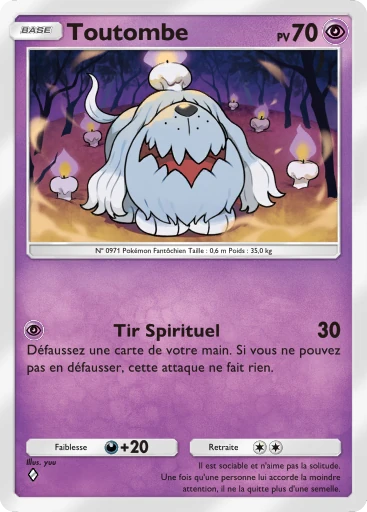 BASE
Toutombe
PV 70
N° 0971 Pokémon Fantôchien Taille : 0,6 m Poids : 35,0 kg
Tir Spirituel 30
Défaussez une carte de votre main. Si vous ne pouvez
pas en défausser, cette attaque ne fait rien.
Faiblesse +20
Retraite
Illus. yuu
Il est sociable et n'aime pas la solitude.
Une fois qu'une personne lui accorde la moindre
attention, il ne la quitte plus d'une semelle.